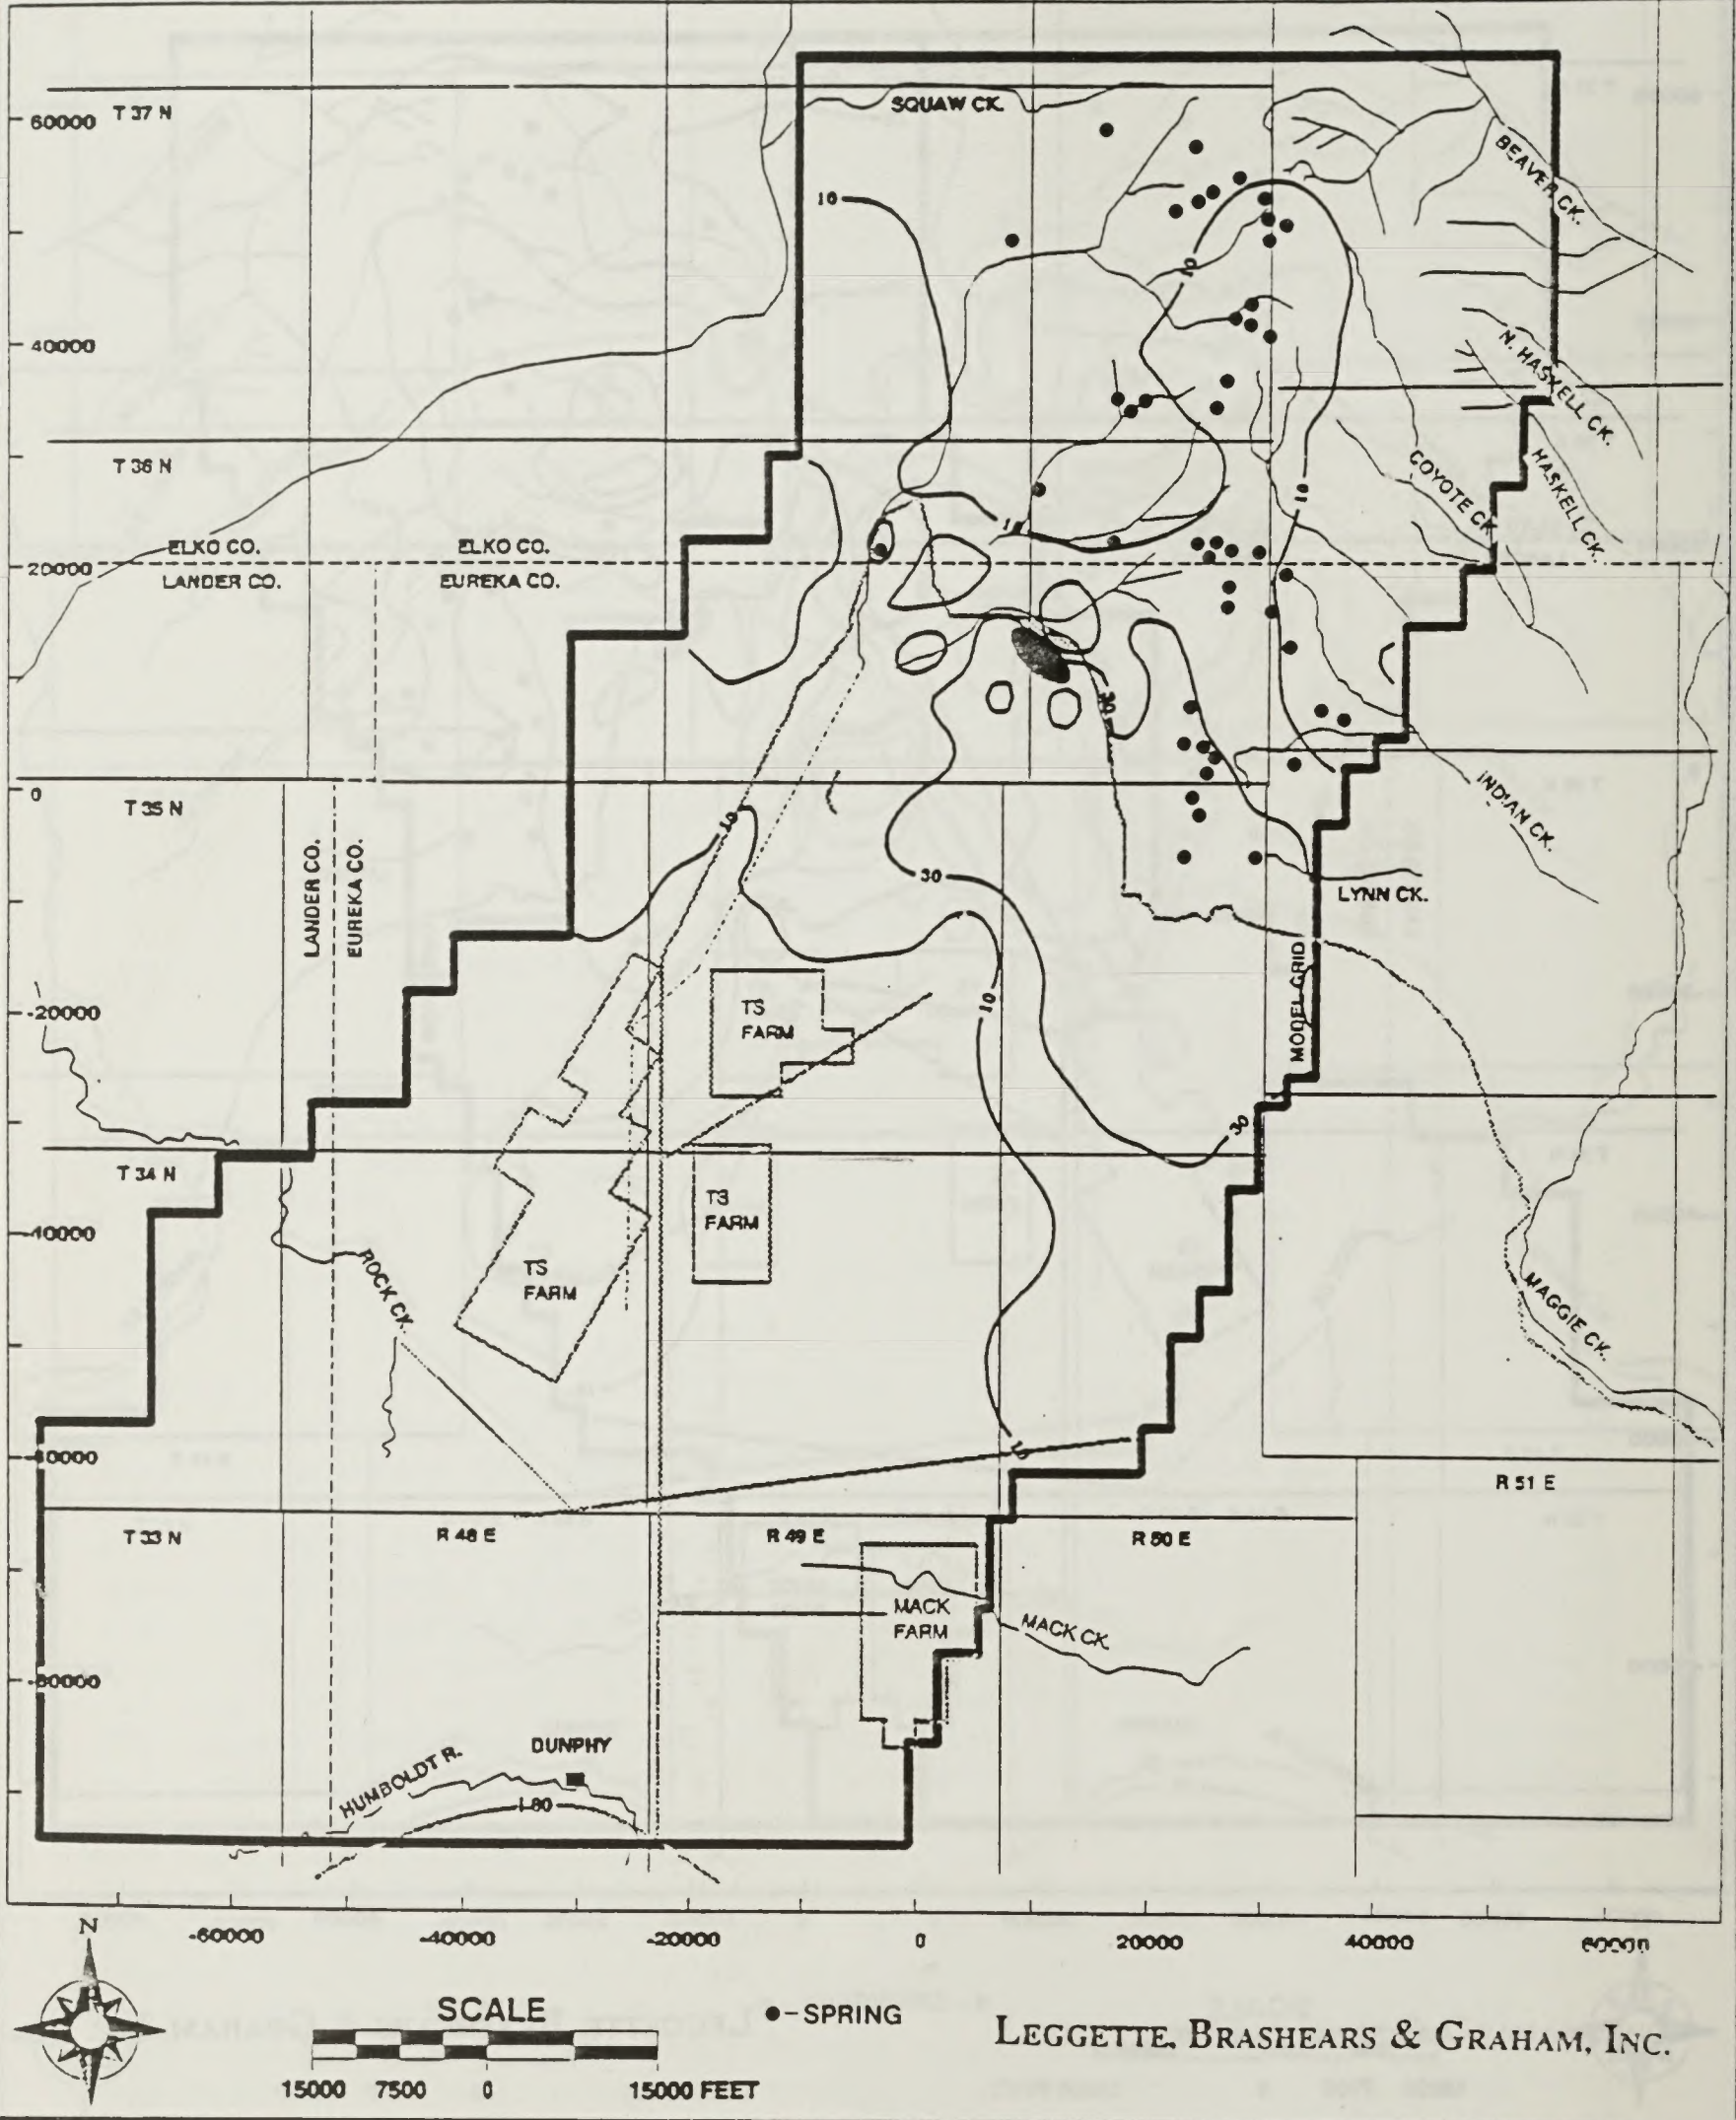 SQUAW CK.
60000
T 37 N
BEAVER CK.
10
10
40000
N. HASKELL CK.
T 36 N
COYOTE CK.
HASKELL CK.
10
10
ELKO CO.
ELKO CO.
20000
LANDER CO.
EUREKA CO.
30
INDIAN CK.
0
T 35 N
10
LANDER CO.
EUREKA CO.
30
LYNN CK.
MODEL GRID
-20000
TS
FARM
10
30
T 34 N
TS
FARM
-40000
ROCK CK.
TS
FARM
MAGGIE CK.
10
R 51 E
T 33 N
R 48 E
R 49 E
R 50 E
MACK
FARM
MACK CK.
-80000
DUNPHY
HUMBOLDT R.
I-80
N
-60000
-40000
-20000
0
20000
40000
60000
SCALE
●-SPRING
LEGGETTE, BRASHEARS & GRAHAM, INC.
15000 7500 0 15000 FEET